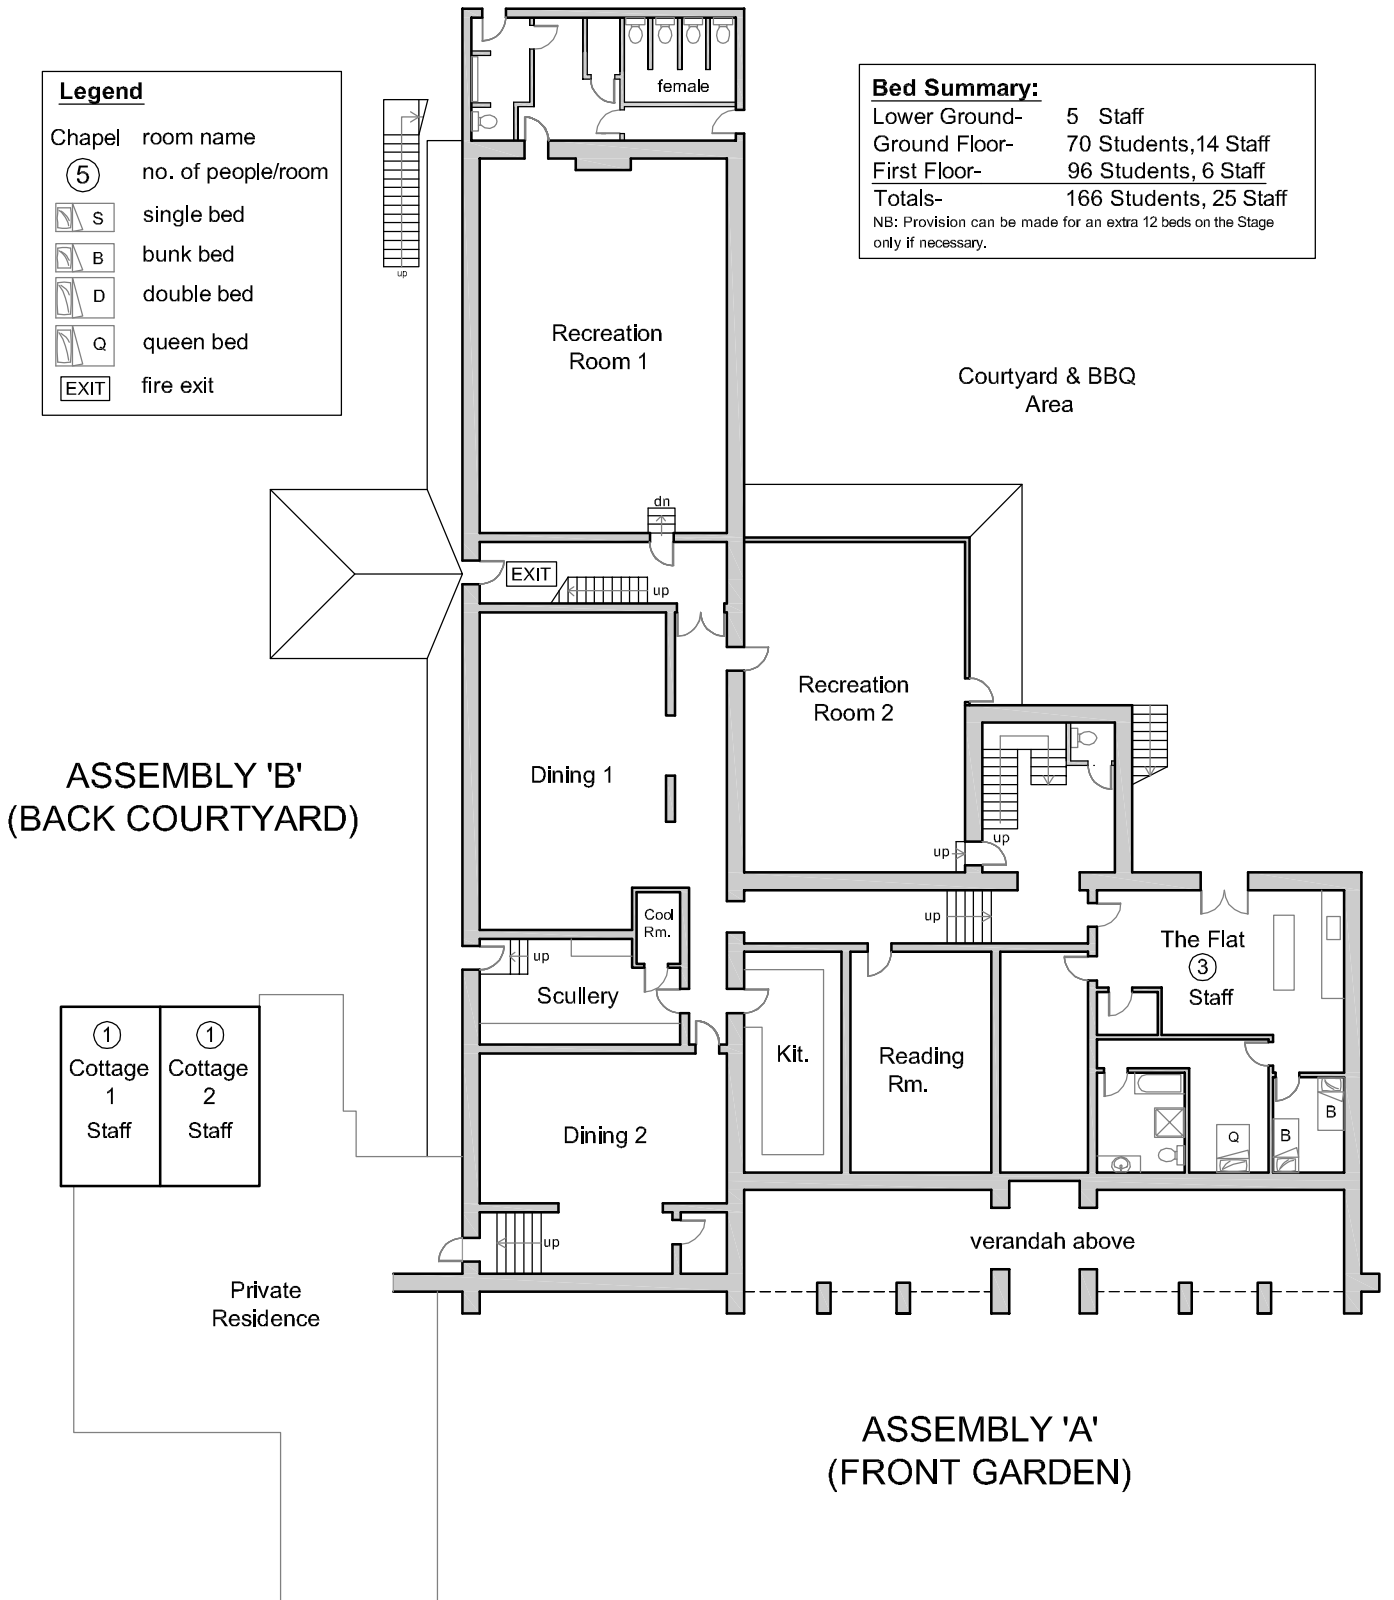 Legend
Chapel room name
5 no. of people/room
S single bed
B bunk bed
D double bed
Q queen bed
EXIT fire exit
female
Bed Summary:
Lower Ground- 5 Staff
Ground Floor- 70 Students,14 Staff
First Floor- 96 Students, 6 Staff
Totals- 166 Students, 25 Staff
NB: Provision can be made for an extra 12 beds on the Stage
only if necessary.
up
Recreation
Room 1
Courtyard & BBQ
Area
dn
EXIT
up
Recreation
Room 2
Dining 1
ASSEMBLY 'B'
(BACK COURTYARD)
up
up
Cool
Rm.
up
up
Scullery
The Flat
3
Staff
Kit.
Reading
Rm.
1
Cottage
1
Staff
1
Cottage
2
Staff
Dining 2
Q
B
B
up
verandah above
Private
Residence
ASSEMBLY 'A'
(FRONT GARDEN)